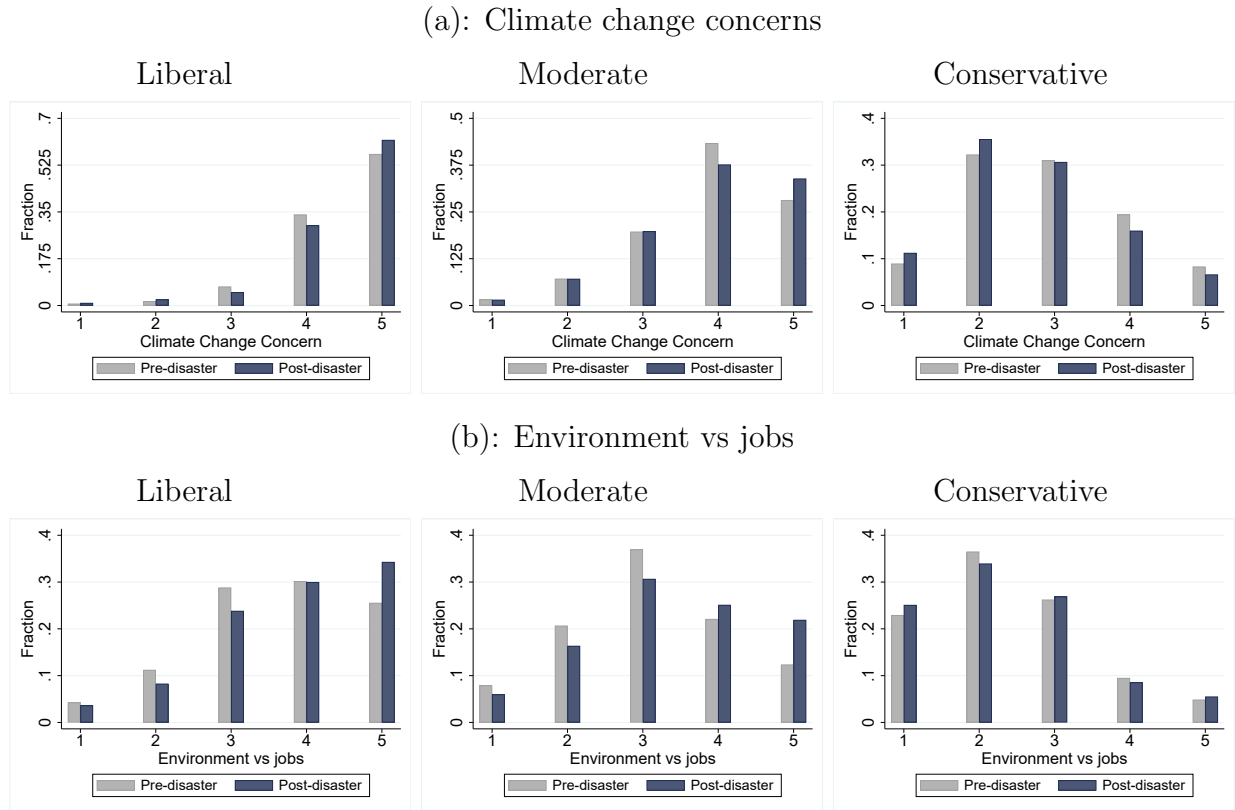 (a): Climate change concerns
Liberal
Moderate
Conservative
Fraction
0 .175 .35 .525 .7
1 2 3 4 5
Climate Change Concern
Pre-disaster Post-disaster
Fraction
0 .125 .25 .375 .5
1 2 3 4 5
Climate Change Concern
Pre-disaster Post-disaster
Fraction
0 .1 .2 .3 .4
1 2 3 4 5
Climate Change Concern
Pre-disaster Post-disaster
(b): Environment vs jobs
Liberal
Moderate
Conservative
Fraction
0 .1 .2 .3 .4
1 2 3 4 5
Environment vs jobs
Pre-disaster Post-disaster
Fraction
0 .1 .2 .3 .4
1 2 3 4 5
Environment vs jobs
Pre-disaster Post-disaster
Fraction
0 .1 .2 .3 .4
1 2 3 4 5
Environment vs jobs
Pre-disaster Post-disaster